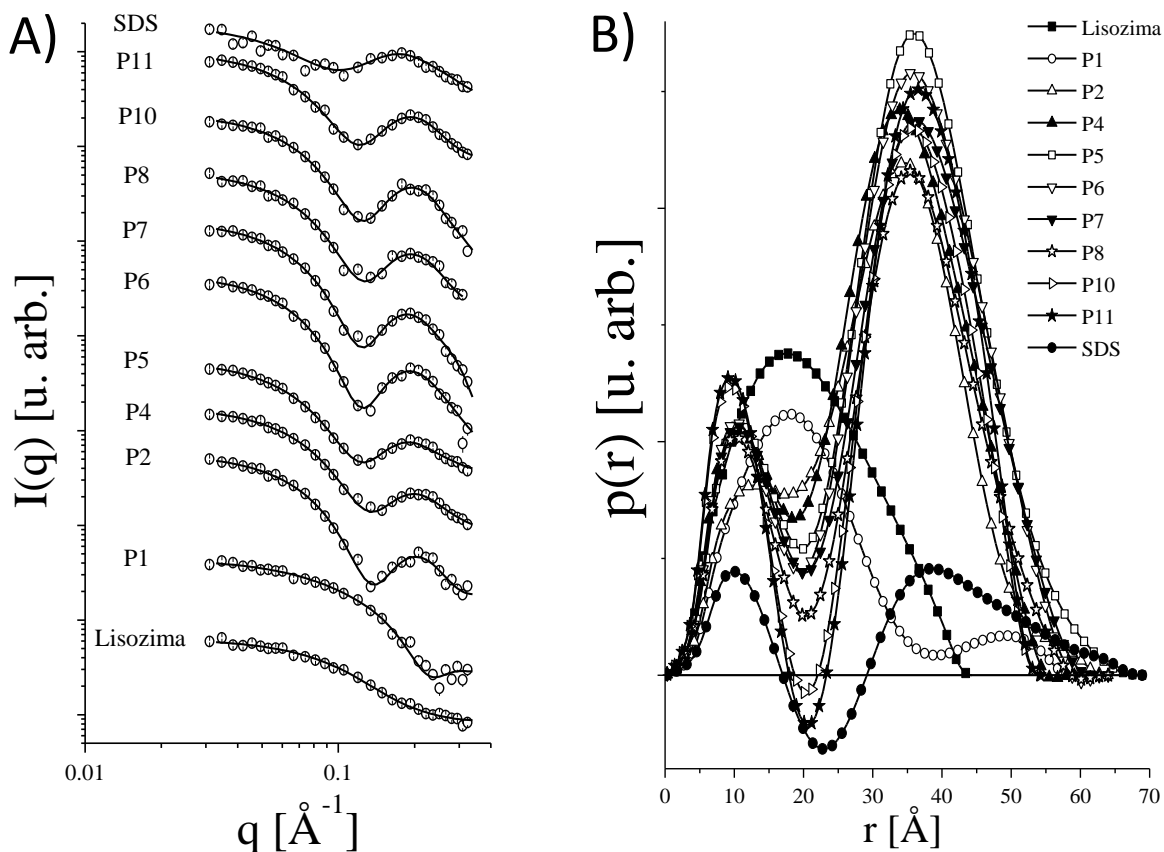 A)
SDS
P11
P10
P8
P7
P6
P5
P4
P2
P1
Lisozima
I(q) [u. arb.]
0.01
0.1
q [Å⁻¹]
B)
Lisozima
P1
P2
P4
P5
P6
P7
P8
P10
P11
SDS
p(r) [u. arb.]
0 10 20 30 40 50 60 70
r [Å]